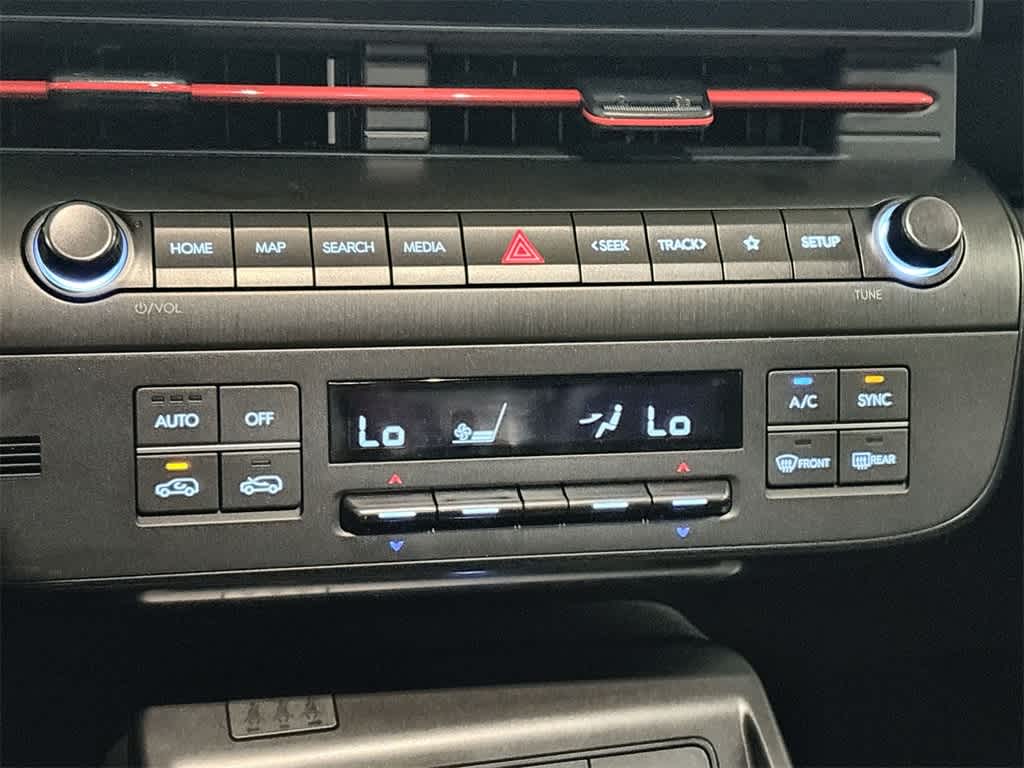 HOME MAP SEARCH MEDIA <SEEK TRACK> SETUP
⏻/VOL TUNE
AUTO OFF Lo Lo A/C SYNC
FRONT REAR